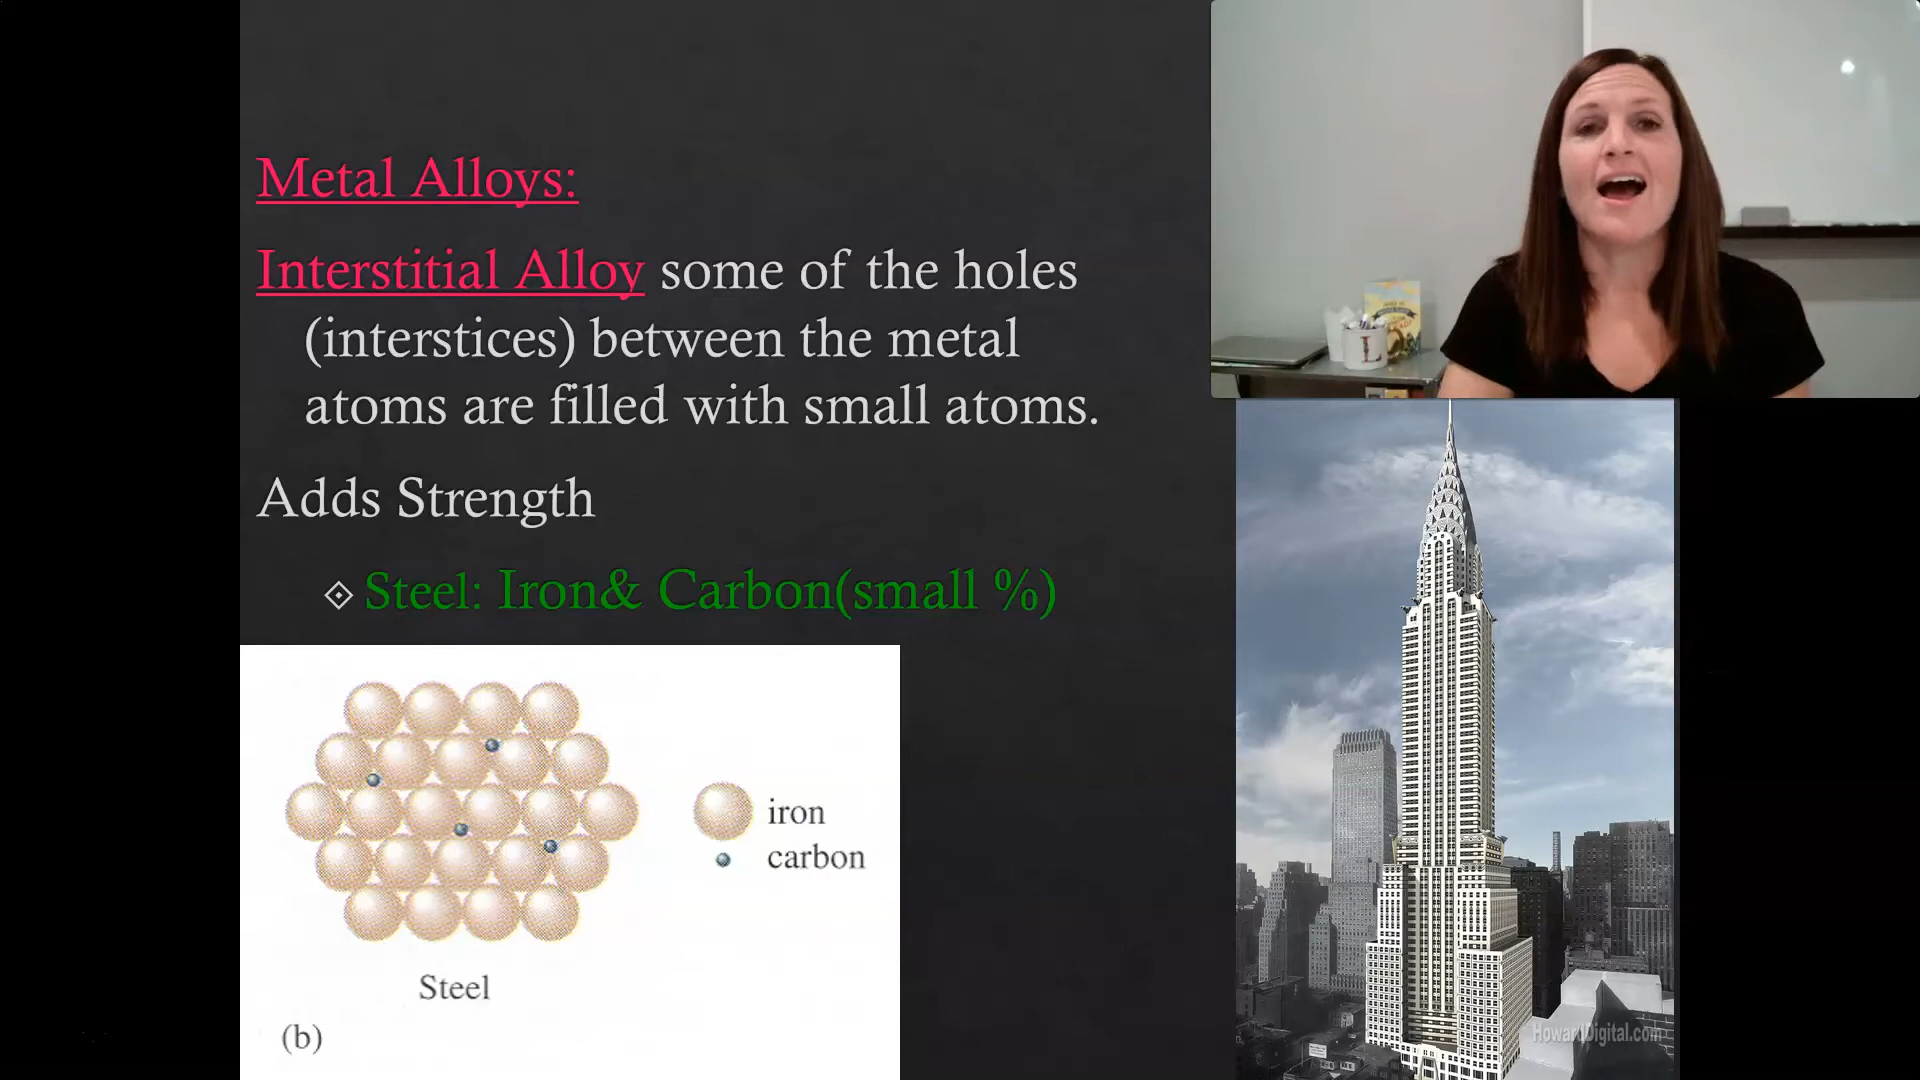 Metal Alloys:
Interstitial Alloy some of the holes
(interstices) between the metal
atoms are filled with small atoms.
Adds Strength
Steel: Iron& Carbon(small %)
iron
carbon
Steel
(b)
L
HowardDigital.com